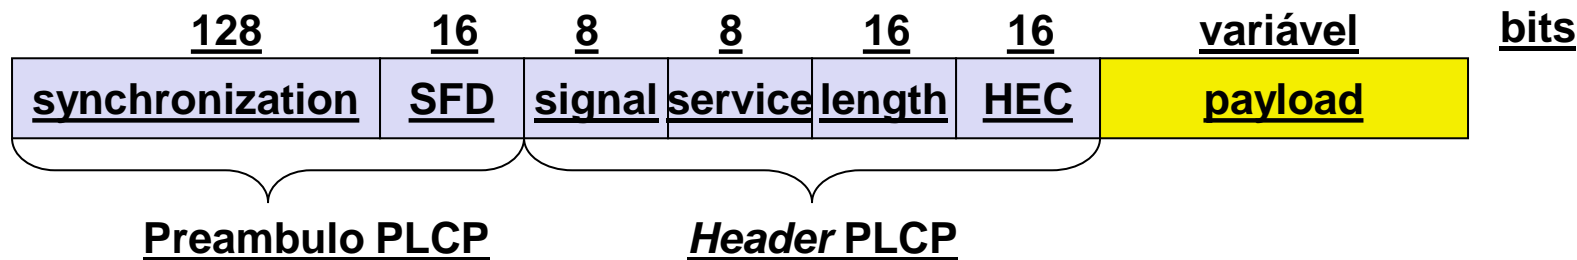 128 16 8 8 16 16 variável bits
synchronization SFD signal service length HEC payload
Preambulo PLCP Header PLCP